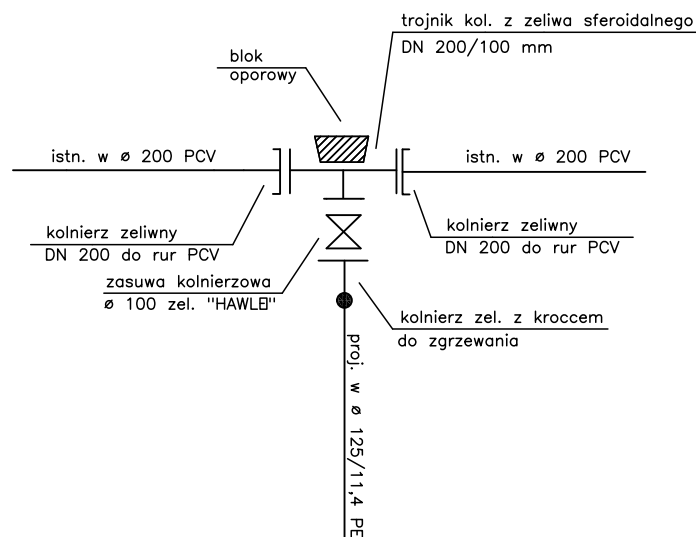 trojnik kol. z zeliwa sferoidalnego
DN 200/100 mm
blok
oporowy
istn. w ø 200 PCV
istn. w ø 200 PCV
kolnierz zeliwny
DN 200 do rur PCV
kolnierz zeliwny
DN 200 do rur PCV
zasuwa kolnierzowa
ø 100 zel. "HAWLE"
kolnierz zel. z kroccem
do zgrzewania
proj. w ø 125/11,4 PE